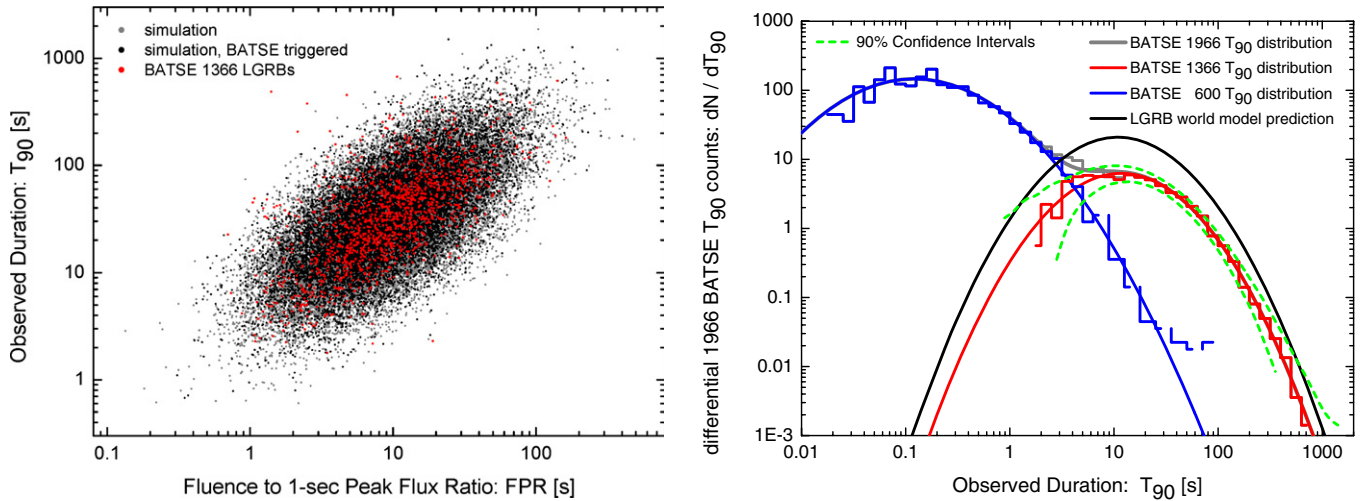 simulation
simulation, BATSE triggered
BATSE 1366 LGRBs
1000
100
10
1
0.1
1
10
100
Observed Duration: T90 [s]
Fluence to 1-sec Peak Flux Ratio: FPR [s]
90% Confidence Intervals
BATSE 1966 T90 distribution
BATSE 1366 T90 distribution
BATSE 600 T90 distribution
LGRB world model prediction
10000
1000
100
10
1
0.1
0.01
1E-3
0.01
0.1
1
10
100
1000
differential 1966 BATSE T90 counts: dN / dT90
Observed Duration: T90 [s]